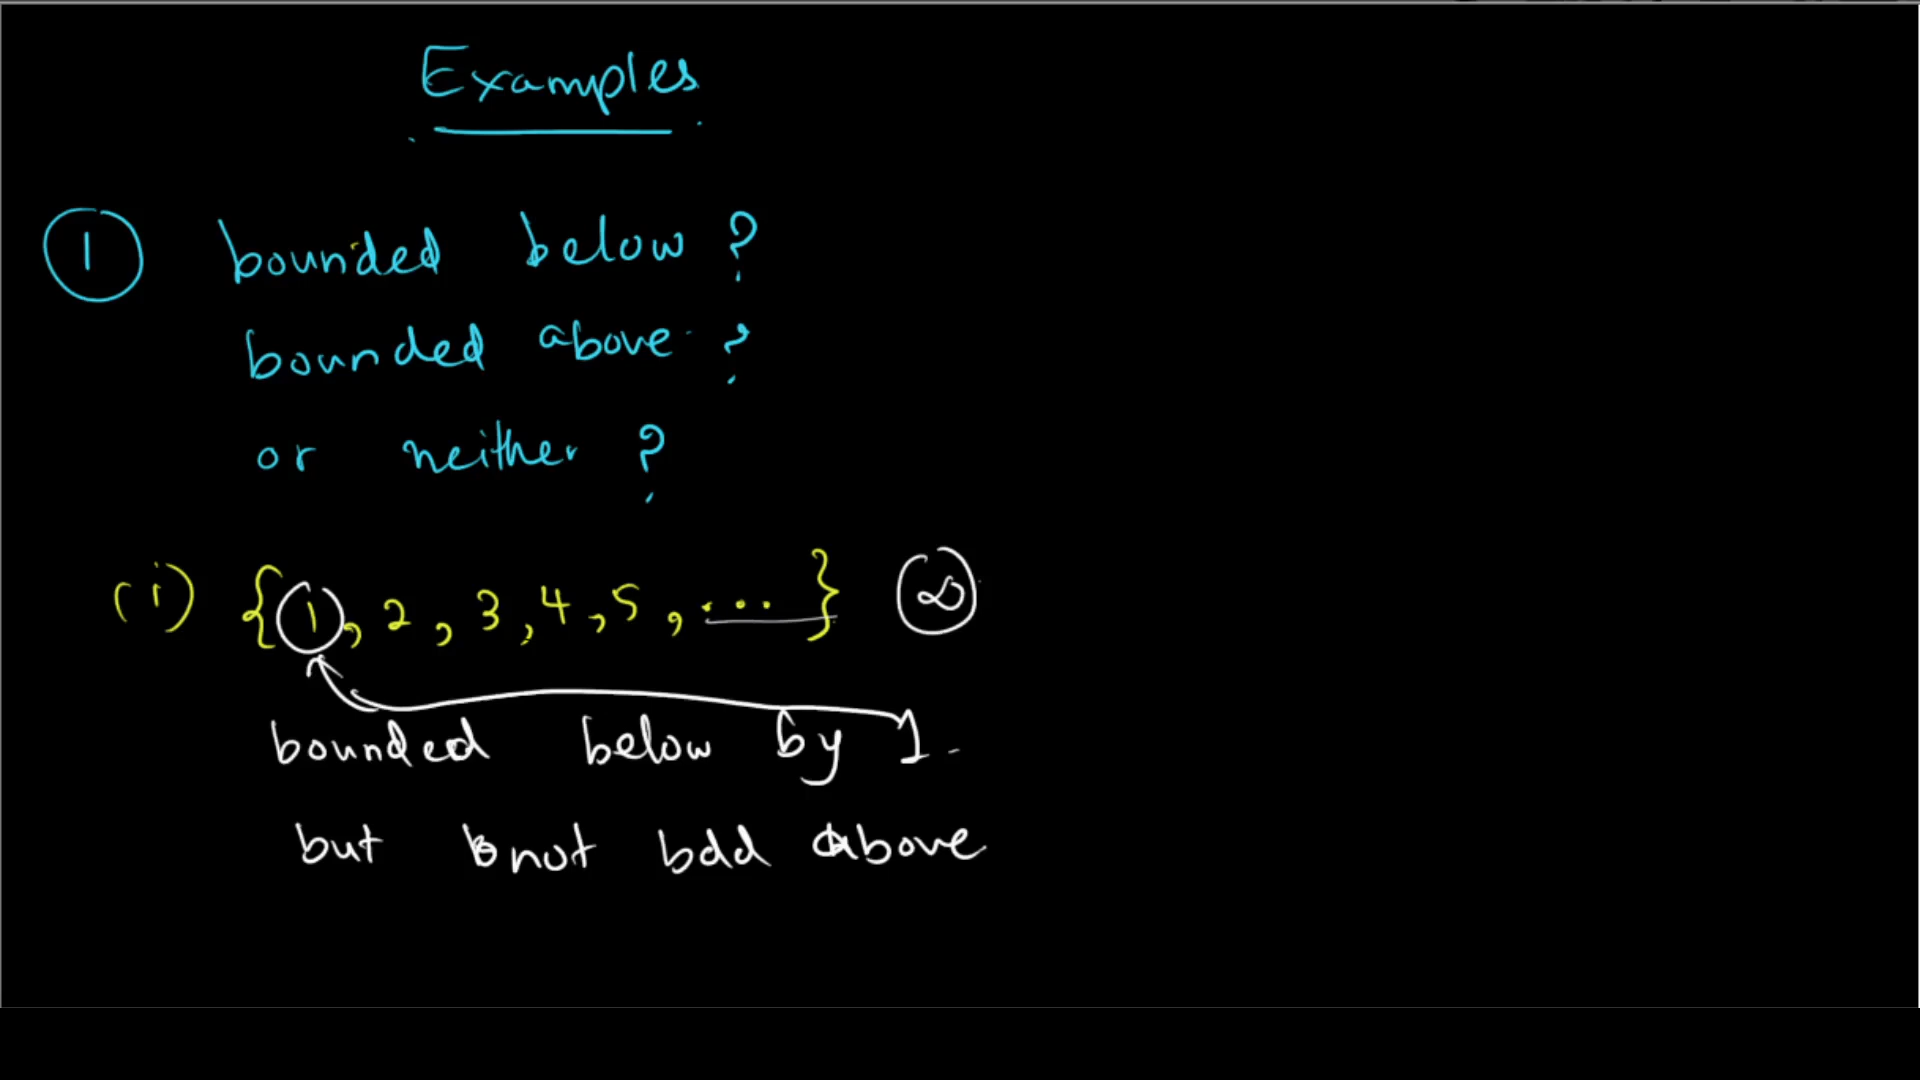 Examples
① bounded below ?
bounded above ?
or neither ?
(i) {1, 2, 3, 4, 5, ...} ∞
bounded below by 1.
but not bdd above